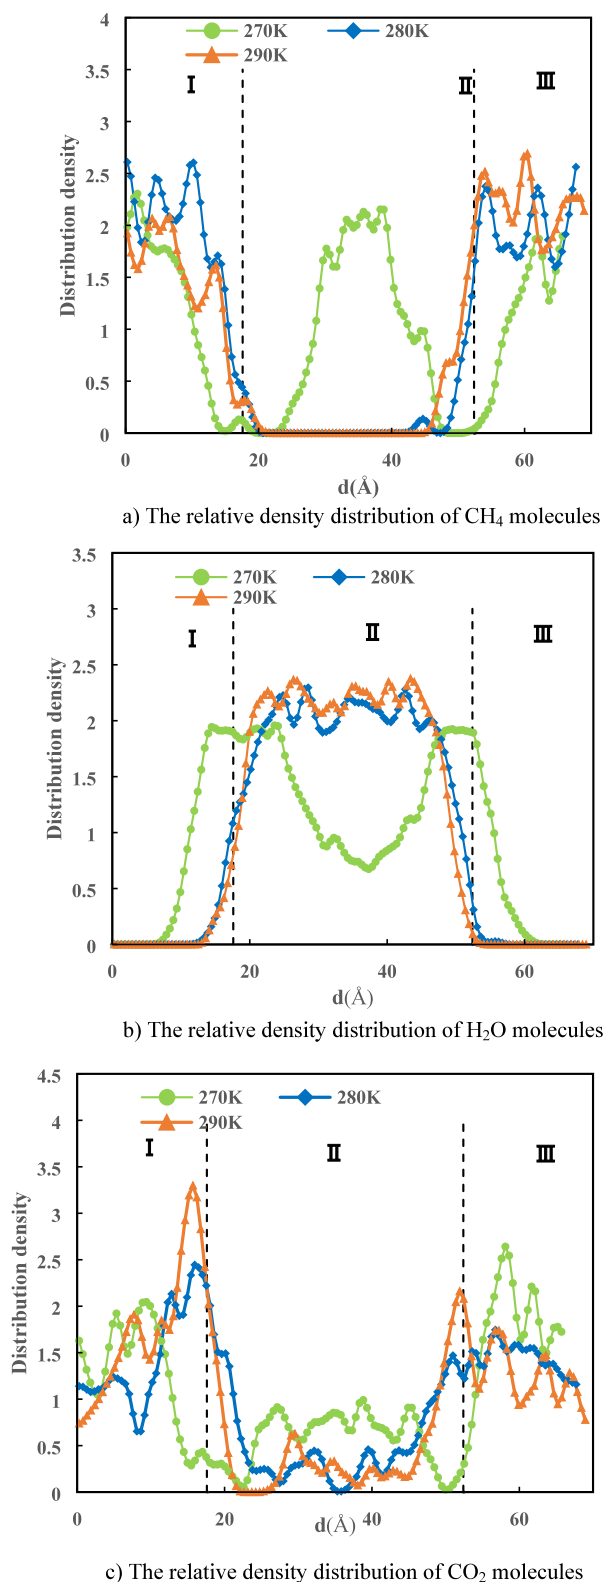 4
270K 280K
290K
3.5
I II III
3
2.5
2
1.5
1
0.5
0
Distribution density
0 20 40 60
d(Å)
a) The relative density distribution of CH₄ molecules
3.5
270K 280K
290K
3
I II III
2.5
2
1.5
1
0.5
0
Distribution density
0 20 40 60
d(Å)
b) The relative density distribution of H₂O molecules
4.5
270K 280K
290K
4
I II III
3.5
3
2.5
2
1.5
1
0.5
0
Distribution density
0 20 40 60
d(Å)
c) The relative density distribution of CO₂ molecules